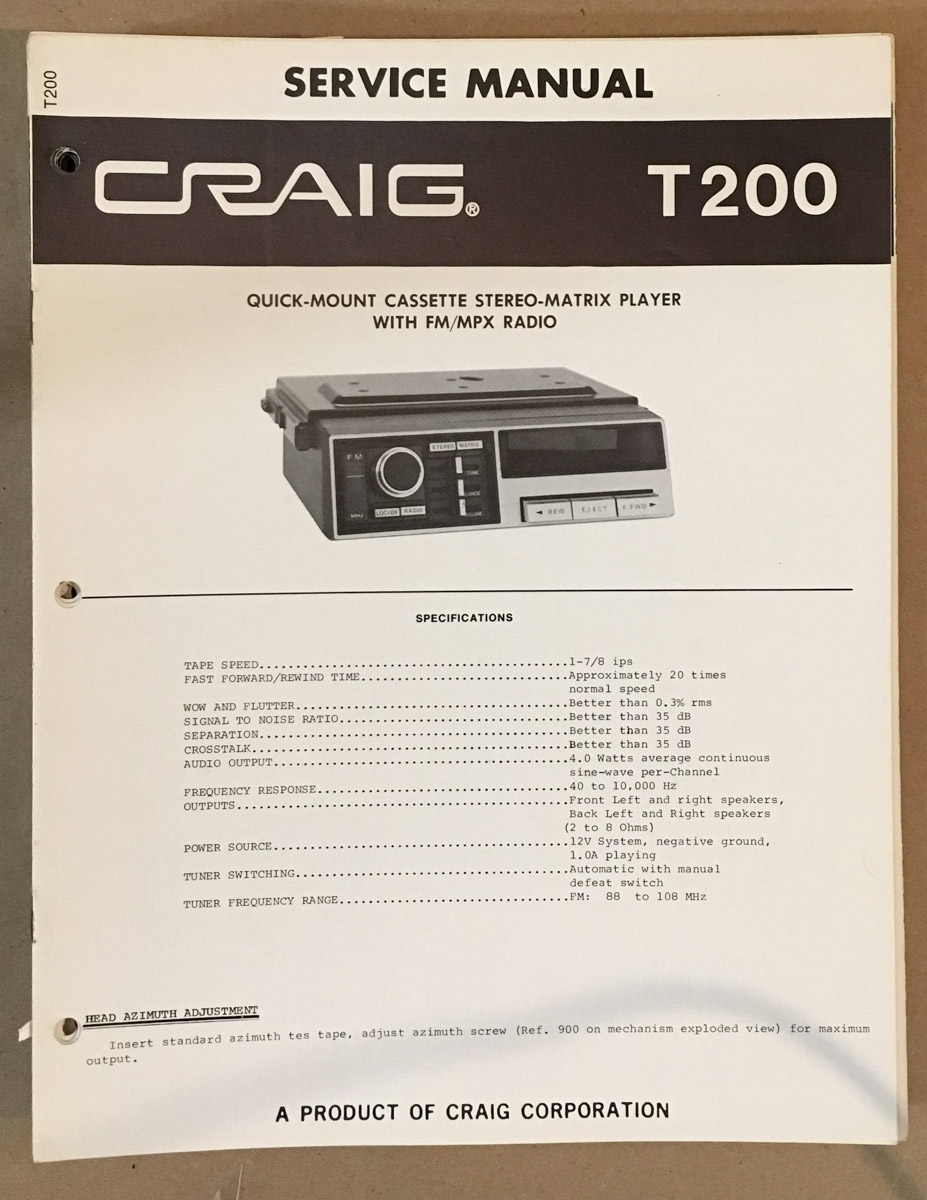 T200
SERVICE MANUAL
CRAIG® T200
QUICK-MOUNT CASSETTE STEREO-MATRIX PLAYER
WITH FM/MPX RADIO
STEREO MATRIX
FM
TONE
MHz
LOC/DX RADIO
◄ REW EJECT F.FWD ►
SPECIFICATIONS
TAPE SPEED..........................................1-7/8 ips
FAST FORWARD/REWIND TIME............................Approximately 20 times
normal speed
WOW AND FLUTTER.....................................Better than 0.3% rms
SIGNAL TO NOISE RATIO...............................Better than 35 dB
SEPARATION..........................................Better than 35 dB
CROSSTALK...........................................Better than 35 dB
AUDIO OUTPUT........................................4.0 Watts average continuous
sine-wave per-Channel
FREQUENCY RESPONSE..................................40 to 10,000 Hz
OUTPUTS.............................................Front Left and right speakers,
Back Left and Right speakers
(2 to 8 Ohms)
POWER SOURCE........................................12V System, negative ground,
1.0A playing
TUNER SWITCHING.....................................Automatic with manual
defeat switch
TUNER FREQUENCY RANGE...............................FM: 88 to 108 MHz
HEAD AZIMUTH ADJUSTMENT
Insert standard azimuth tes tape, adjust azimuth screw (Ref. 900 on mechanism exploded view) for maximum
output.
A PRODUCT OF CRAIG CORPORATION